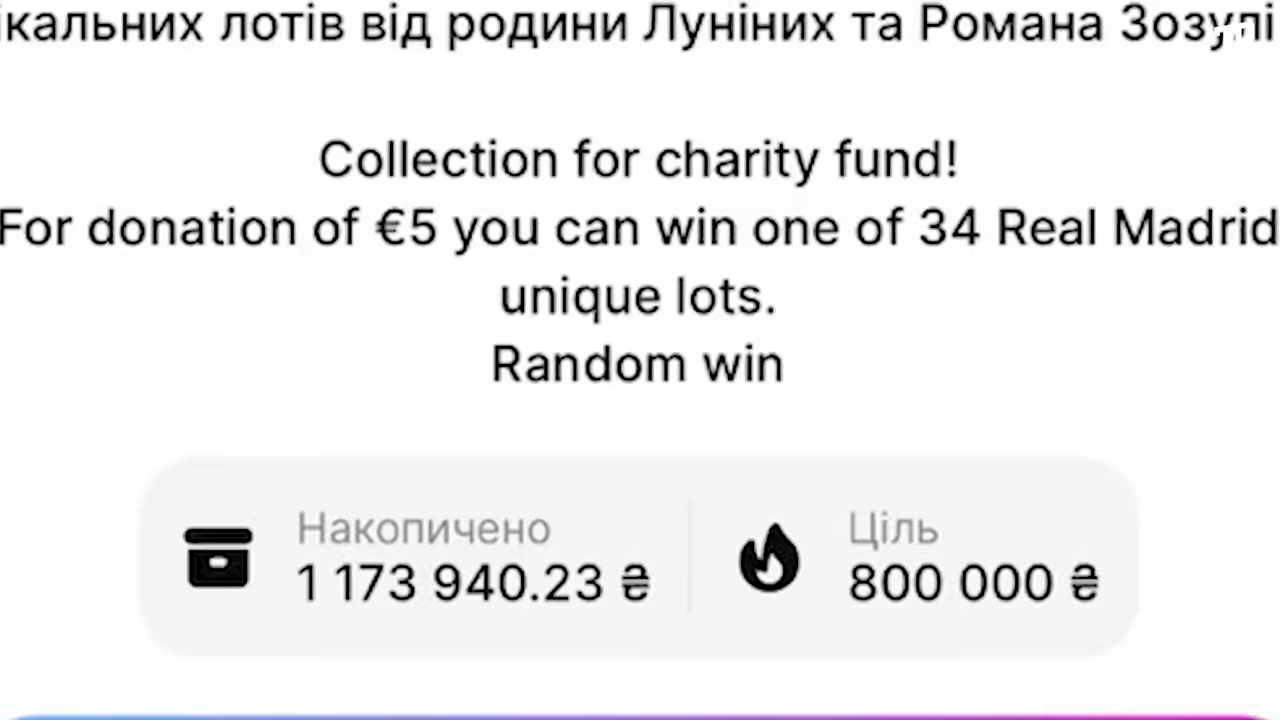 ікальних лотів від родини Луніних та Романа Зозулі
Collection for charity fund!
For donation of €5 you can win one of 34 Real Madrid
unique lots.
Random win
Накопичено
1 173 940.23 ₴
Ціль
800 000 ₴